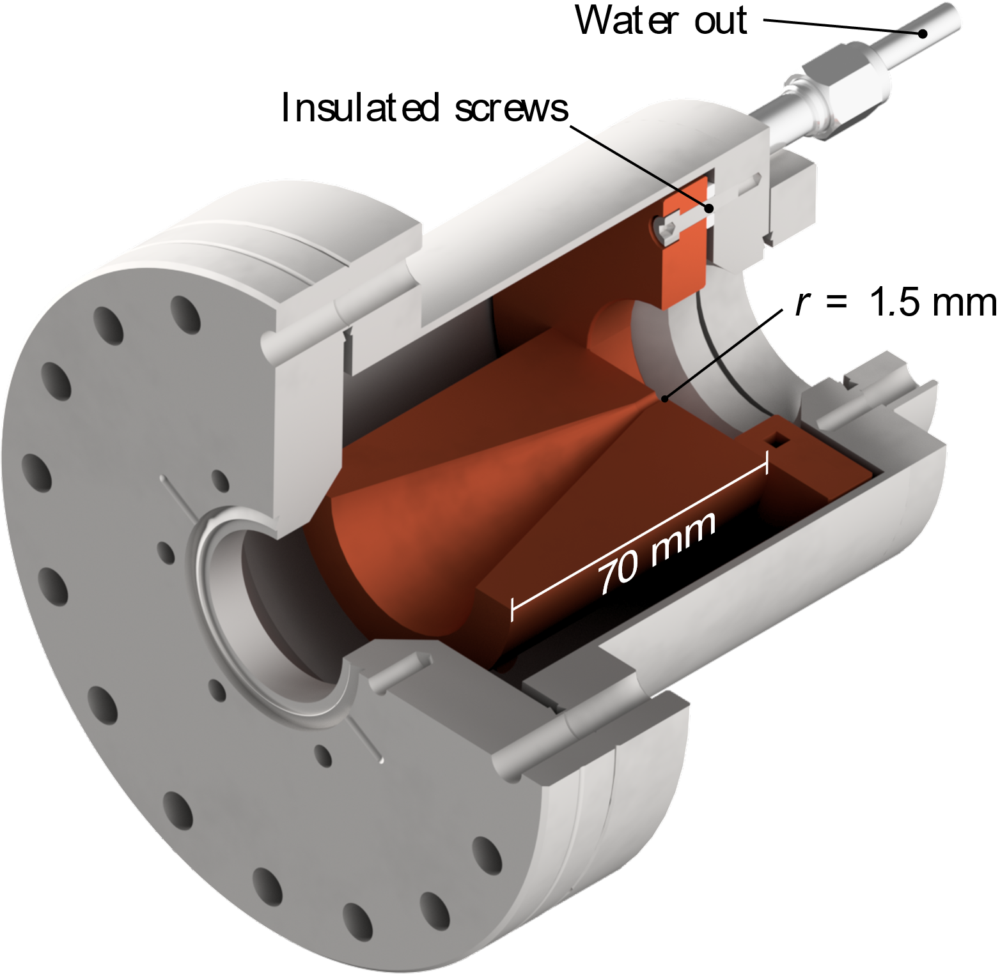 Water out
Insulated screws
r = 1.5 mm
70 mm